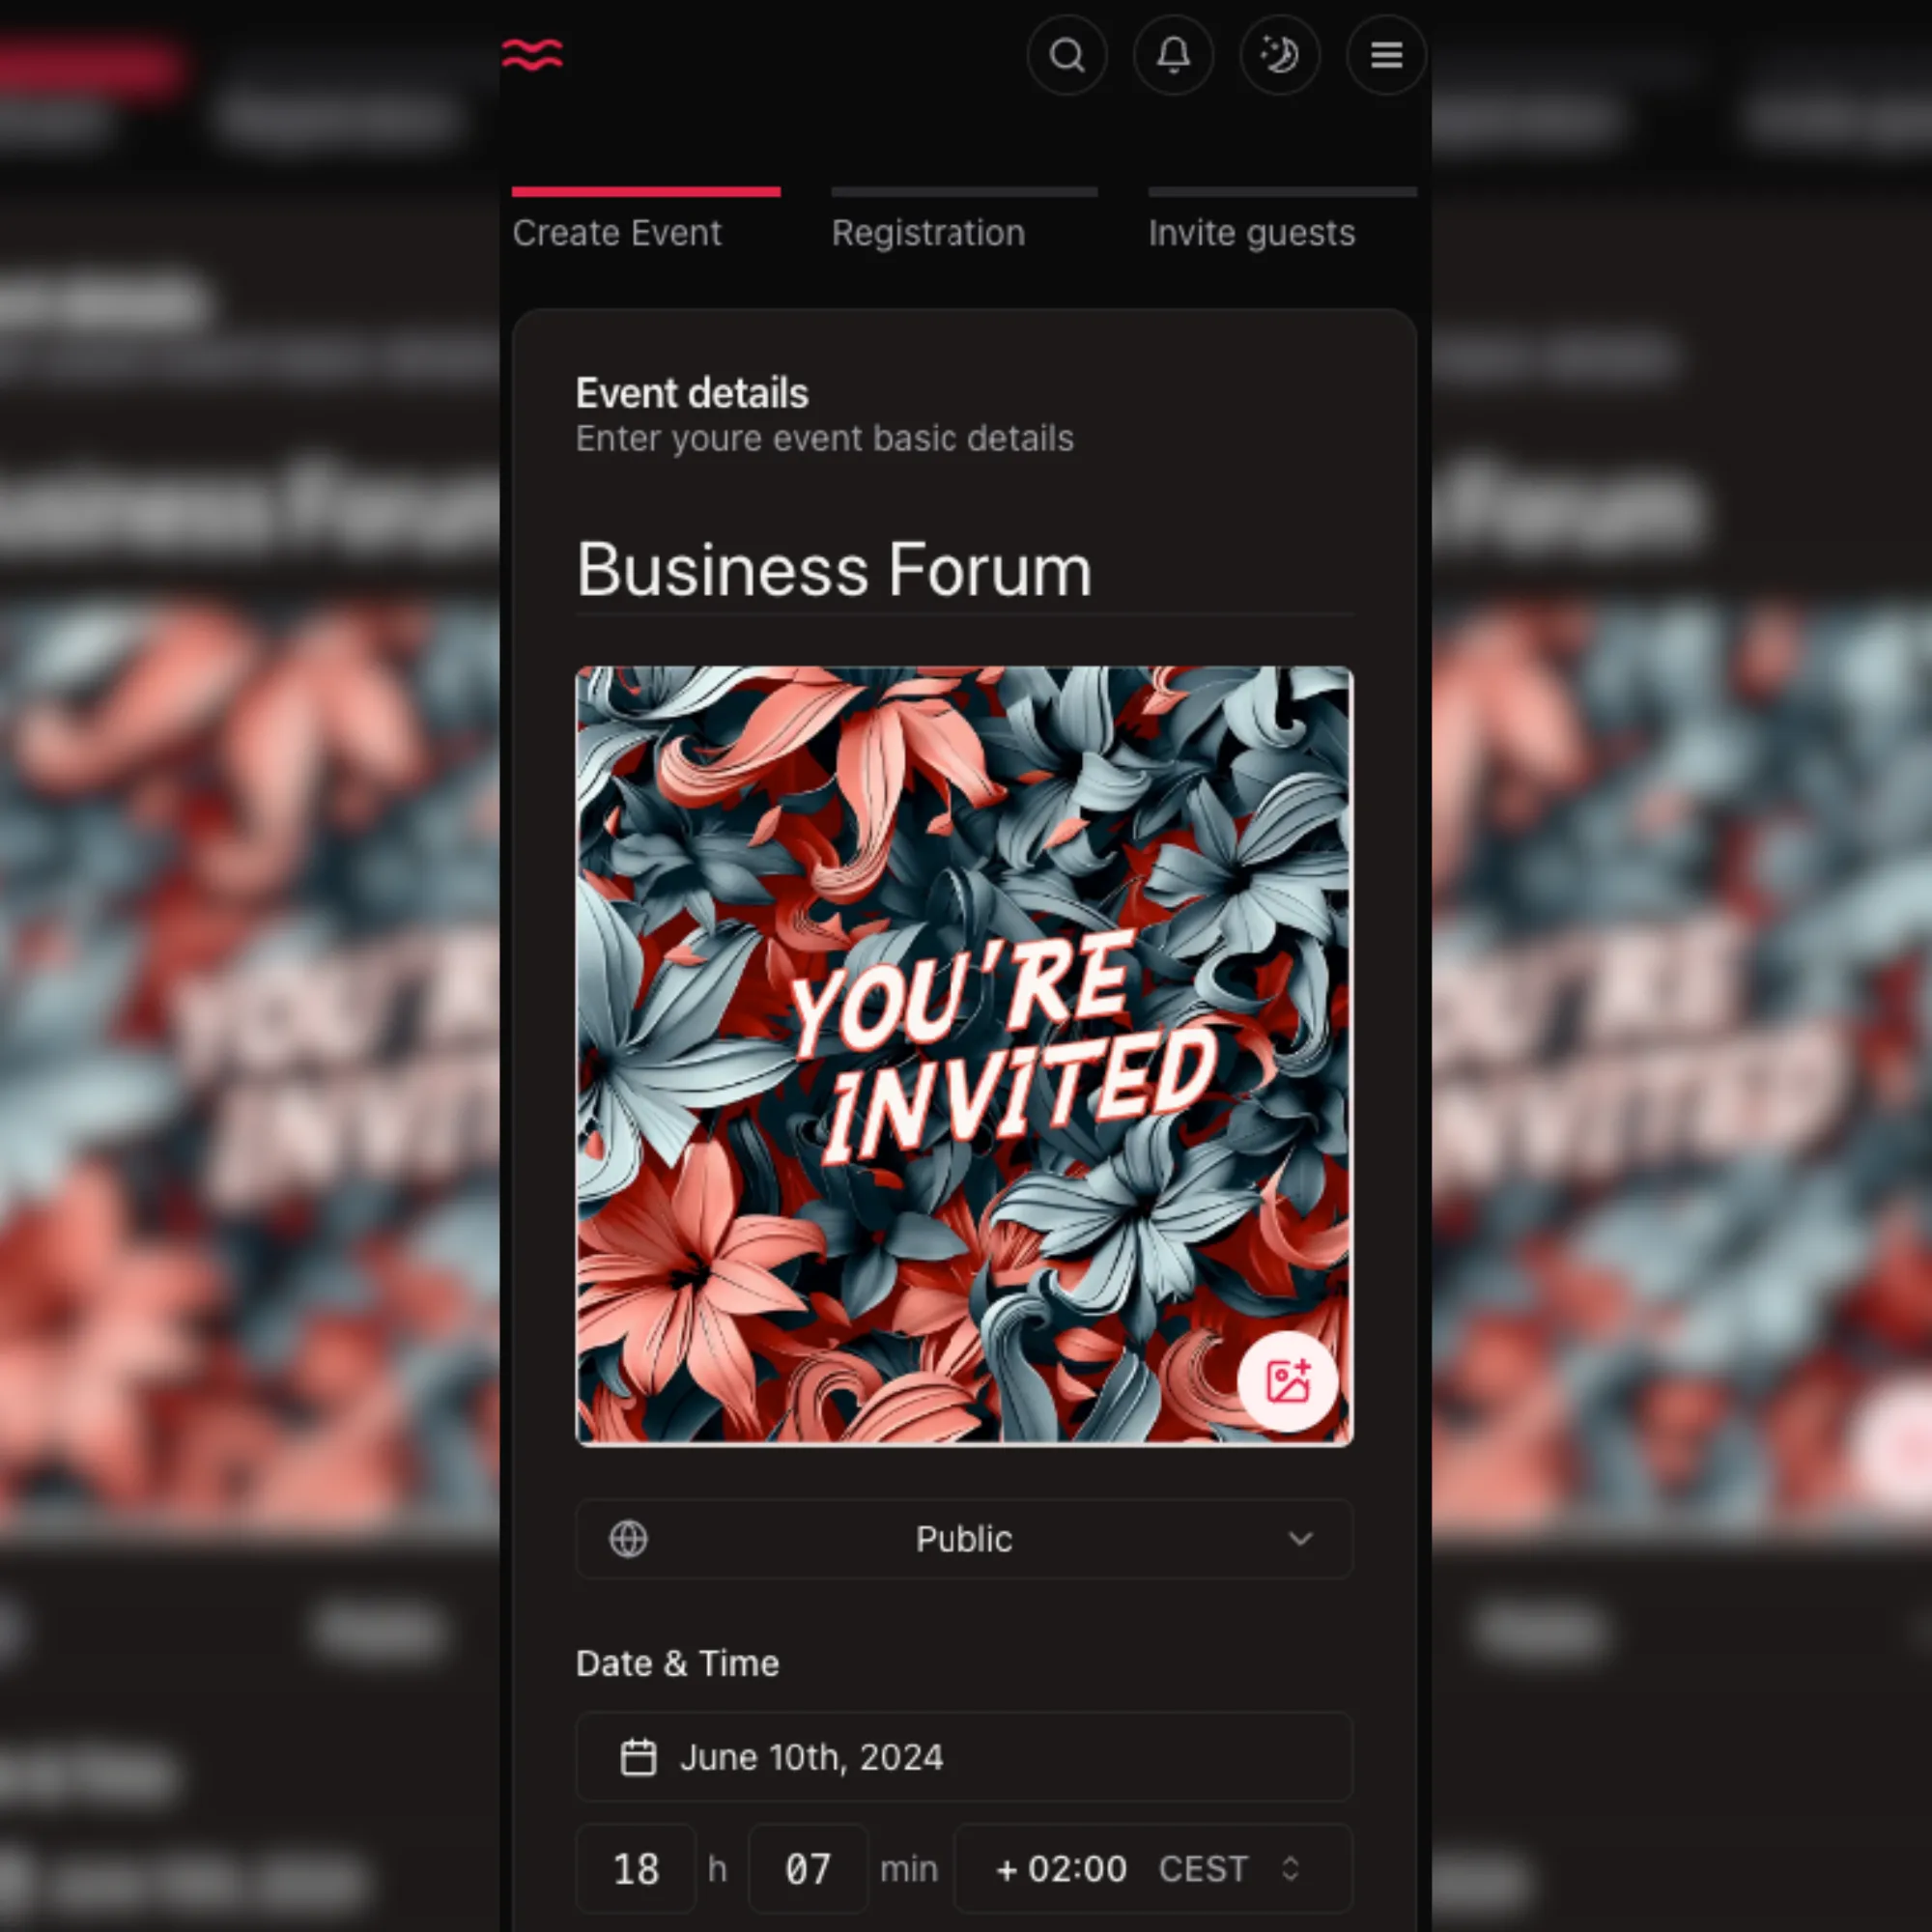 Create Event
Registration
Invite guests
Event details
Enter youre event basic details
Business Forum
YOU'RE
INVITED
Public
Date & Time
June 10th, 2024
18 h 07 min + 02:00 CEST